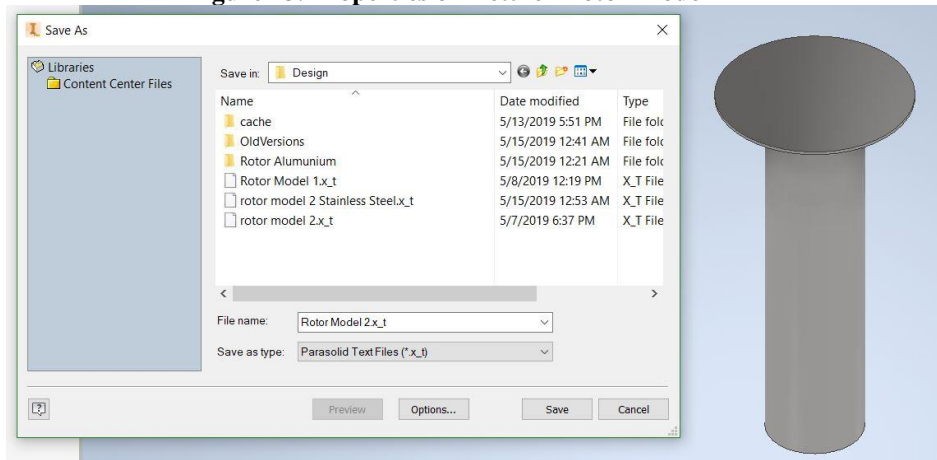 Save As
Libraries
Content Center Files
Save in: Design
Name Date modified Type
cache 5/13/2019 5:51 PM File fold
OldVersions 5/15/2019 12:41 AM File fold
Rotor Alumunium 5/15/2019 12:21 AM File fold
Rotor Model 1.x_t 5/8/2019 12:19 PM X_T File
rotor model 2 Stainless Steel.x_t 5/15/2019 12:53 AM X_T File
rotor model 2.x_t 5/7/2019 6:37 PM X_T File
File name: Rotor Model 2.x_t
Save as type: Parasolid Text Files (*.x_t)
Preview Options... Save Cancel